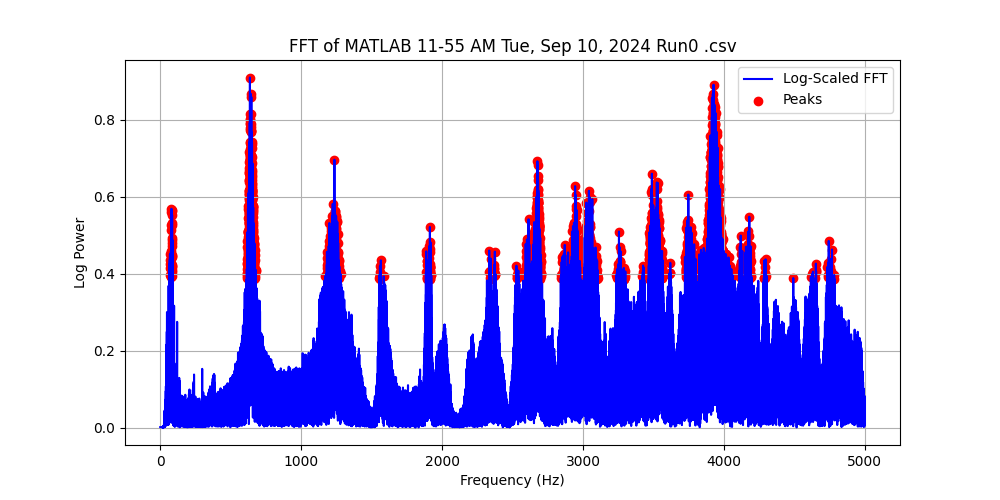 FFT of MATLAB 11-55 AM Tue, Sep 10, 2024 Run0 .csv
Log-Scaled FFT
Peaks
0.8
0.6
0.4
0.2
0.0
Log Power
0 1000 2000 3000 4000 5000
Frequency (Hz)